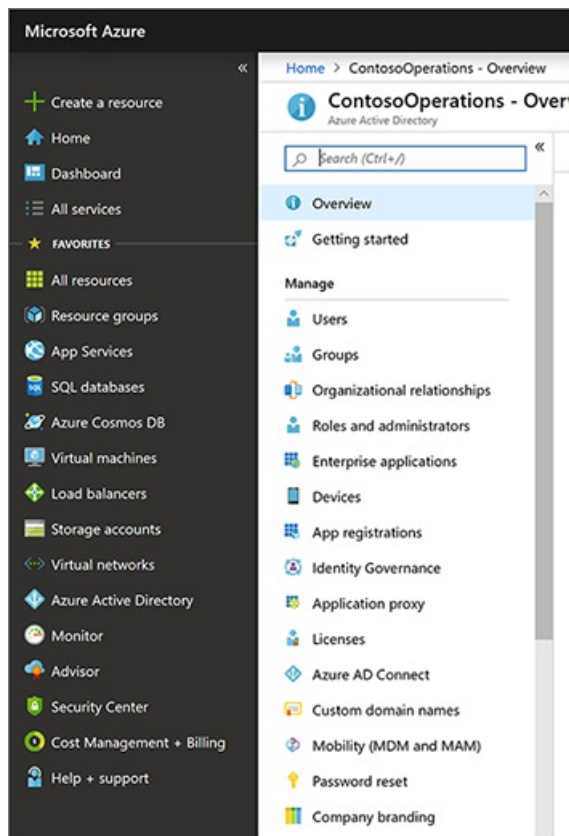 Microsoft Azure
«
Create a resource
Home
Dashboard
All services
FAVORITES
All resources
Resource groups
App Services
SQL databases
Azure Cosmos DB
Virtual machines
Load balancers
Storage accounts
Virtual networks
Azure Active Directory
Monitor
Advisor
Security Center
Cost Management + Billing
Help + support
Home > ContosoOperations - Overview
ContosoOperations - Over
Azure Active Directory
Search (Ctrl+/)
«
Overview
Getting started
Manage
Users
Groups
Organizational relationships
Roles and administrators
Enterprise applications
Devices
App registrations
Identity Governance
Application proxy
Licenses
Azure AD Connect
Custom domain names
Mobility (MDM and MAM)
Password reset
Company branding